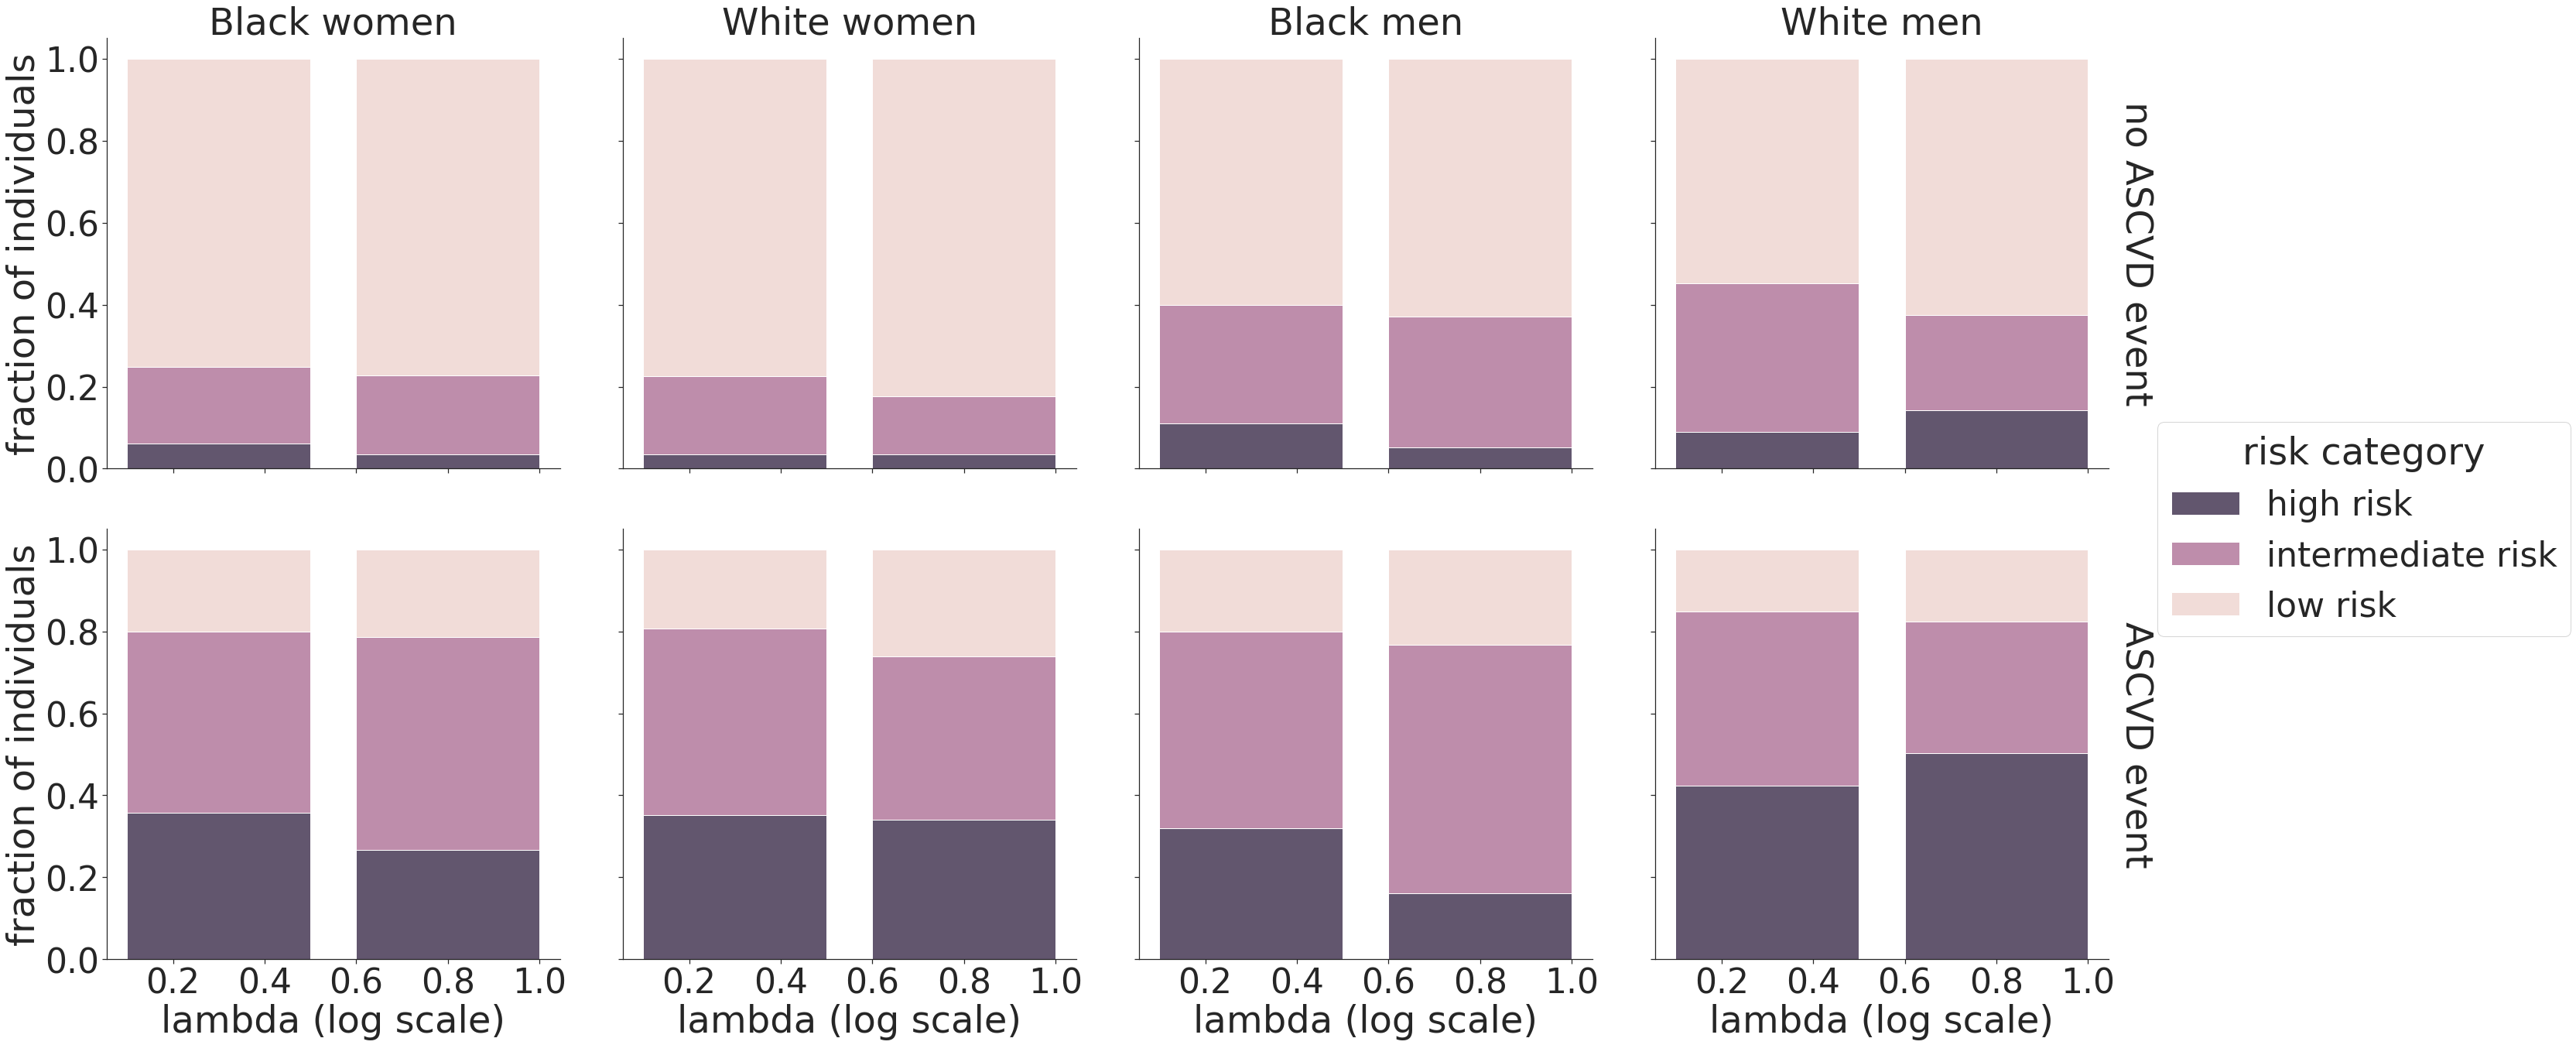 Black women
White women
Black men
White men
fraction of individuals
1.0
0.8
0.6
0.4
0.2
0.0
no ASCVD event
risk category
high risk
intermediate risk
low risk
fraction of individuals
1.0
0.8
0.6
0.4
0.2
0.0
ASCVD event
0.2 0.4 0.6 0.8 1.0
0.2 0.4 0.6 0.8 1.0
0.2 0.4 0.6 0.8 1.0
0.2 0.4 0.6 0.8 1.0
lambda (log scale)
lambda (log scale)
lambda (log scale)
lambda (log scale)